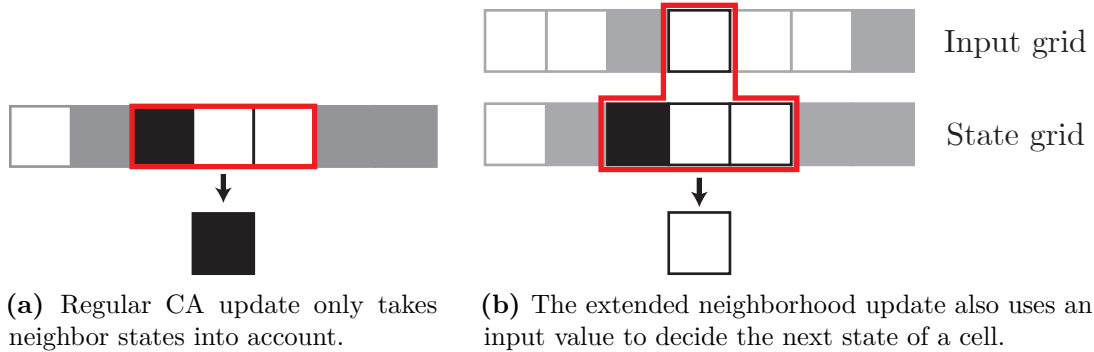 Input grid
State grid
(a) Regular CA update only takes
neighbor states into account.
(b) The extended neighborhood update also uses an
input value to decide the next state of a cell.